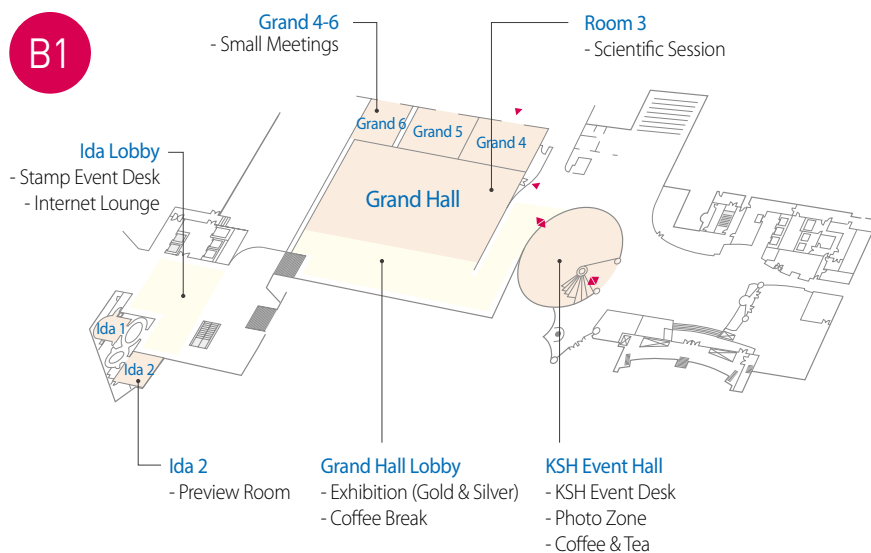 B1
Grand 4-6
- Small Meetings
Room 3
- Scientific Session
Ida Lobby
- Stamp Event Desk
- Internet Lounge
Grand 6
Grand 5
Grand 4
Grand Hall
Ida 1
Ida 2
Ida 2
- Preview Room
Grand Hall Lobby
- Exhibition (Gold & Silver)
- Coffee Break
KSH Event Hall
- KSH Event Desk
- Photo Zone
- Coffee & Tea